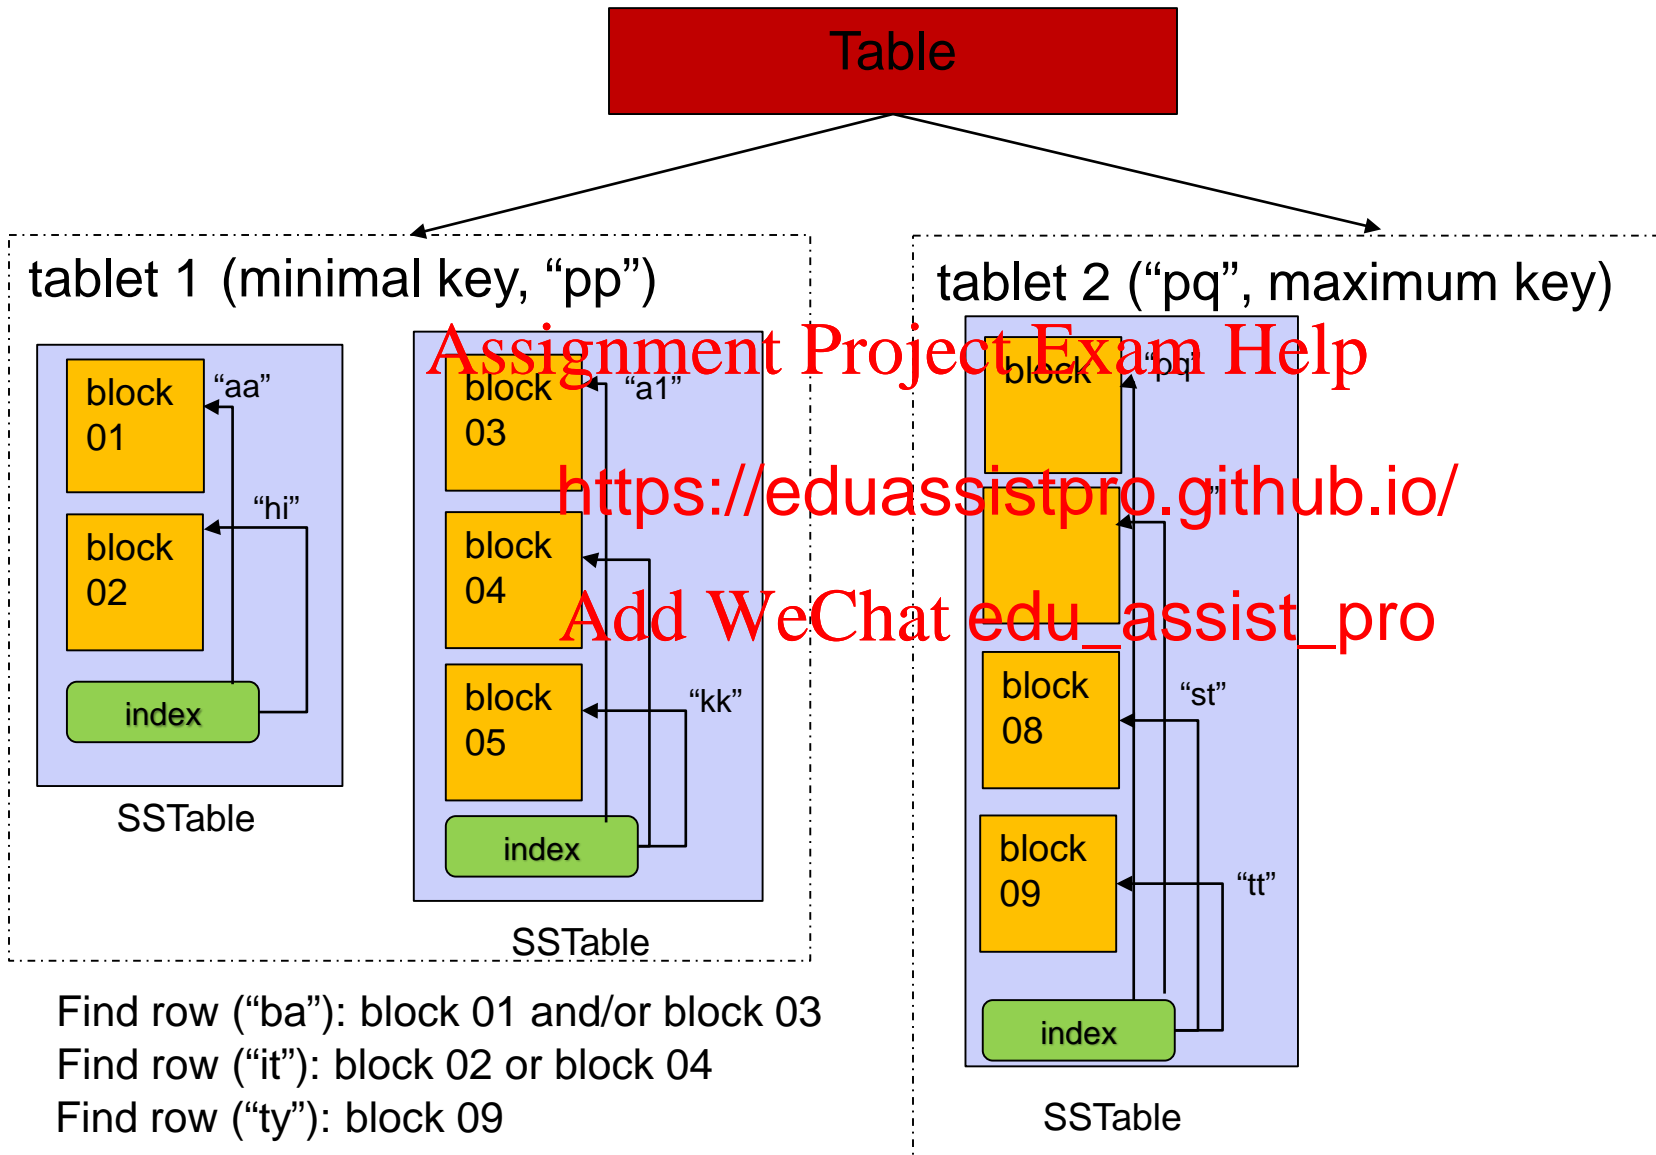 Table
tablet 1 (minimal key, “pp”)
block
01
“aa”
block
02
“hi”
index
SSTable
block
03
“a1”
block
04
block
05
“kk”
index
SSTable
tablet 2 (“pq”, maximum key)
block
“pq”
”
block
08
“st”
block
09
“tt”
index
SSTable
Assignment Project Exam Help
https://eduassistpro.github.io/
Add WeChat edu_assist_pro
Find row (“ba”): block 01 and/or block 03
Find row (“it”): block 02 or block 04
Find row (“ty”): block 09